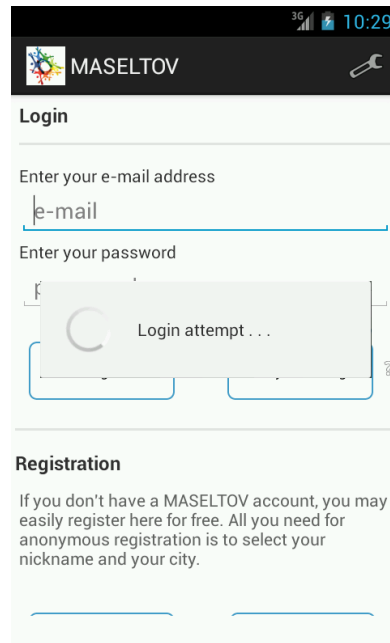 3G 10:29
MASELTOV
Login
Enter your e-mail address
e-mail
Enter your password
Login attempt . . .
Registration
If you don't have a MASELTOV account, you may
easily register here for free. All you need for
anonymous registration is to select your
nickname and your city.